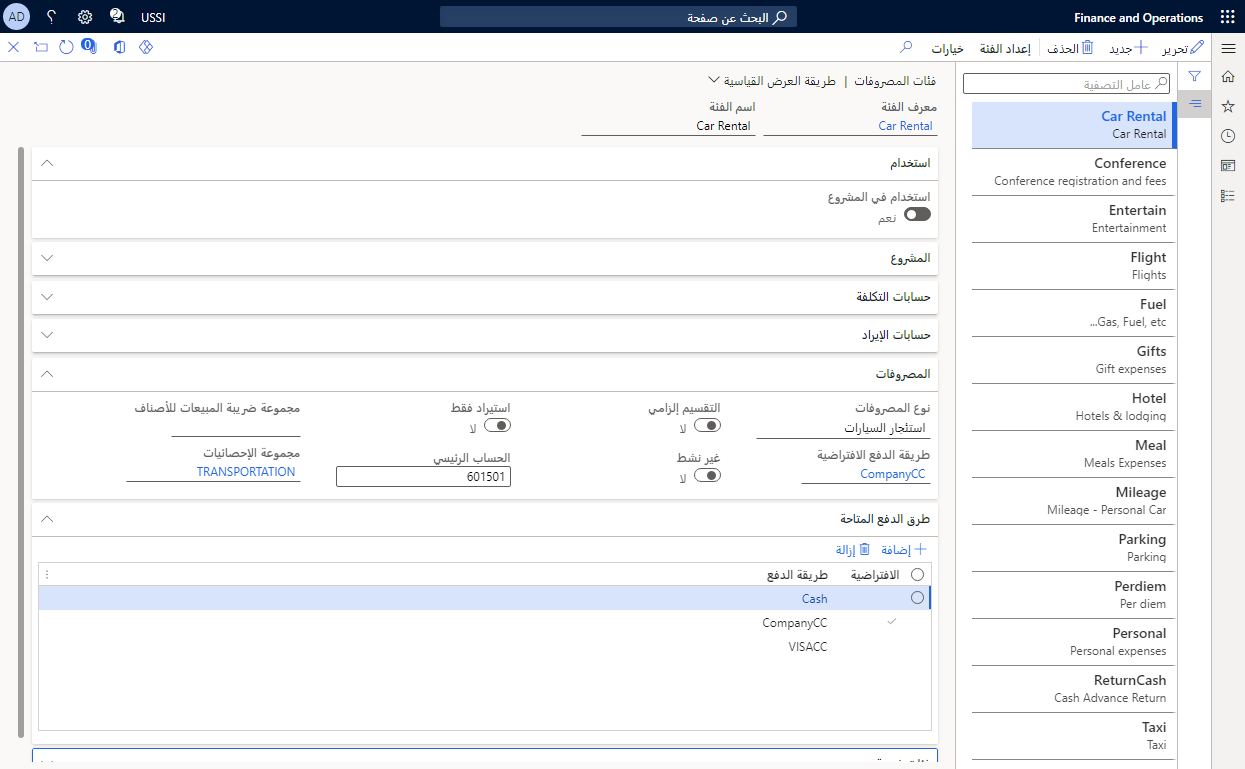 Finance and Operations
البحث عن صفحة
USSI
2
AD
تحرير
جديد
الحذف
إعداد الفئة
خيارات
0
عامل التصفية
Car Rental
Car Rental
Conference
Conference registration and fees
Entertain
Entertainment
Flight
Flights
Fuel
Gas, Fuel, etc...
Gifts
Gift expenses
Hotel
Hotels & lodging
Meal
Meals Expenses
Mileage
Mileage - Personal Car
Parking
Parking
Perdiem
Per diem
Personal
Personal expenses
ReturnCash
Cash Advance Return
Taxi
Taxi
فئات المصروفات | طريقة العرض القياسية
معرف الفئة
Car Rental
اسم الفئة
Car Rental
استخدام
استخدام في المشروع
نعم
المشروع
حسابات التكلفة
حسابات الإيراد
المصروفات
نوع المصروفات
استئجار السيارات
طريقة الدفع الافتراضية
CompanyCC
التقسيم إلزامي
لا
غير نشط
لا
استيراد فقط
لا
الحساب الرئيسي
601501
مجموعة ضريبة المبيعات للأصناف
مجموعة الإحصائيات
TRANSPORTATION
طرق الدفع المتاحة
إضافة
إزالة
الافتراضية
طريقة الدفع
Cash
CompanyCC
VISACC